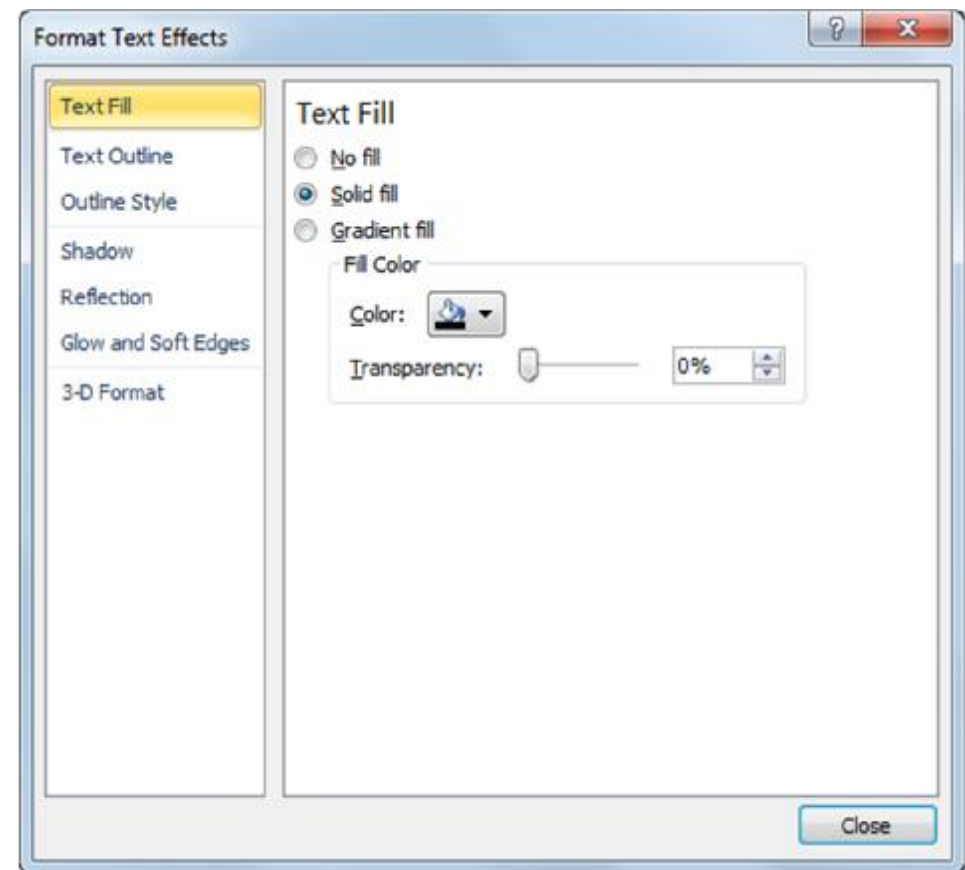 Format Text Effects
Text Fill
Text Outline
Outline Style
Shadow
Reflection
Glow and Soft Edges
3-D Format
Text Fill
No fill
Solid fill
Gradient fill
Fill Color
Color:
Transparency: 0%
Close